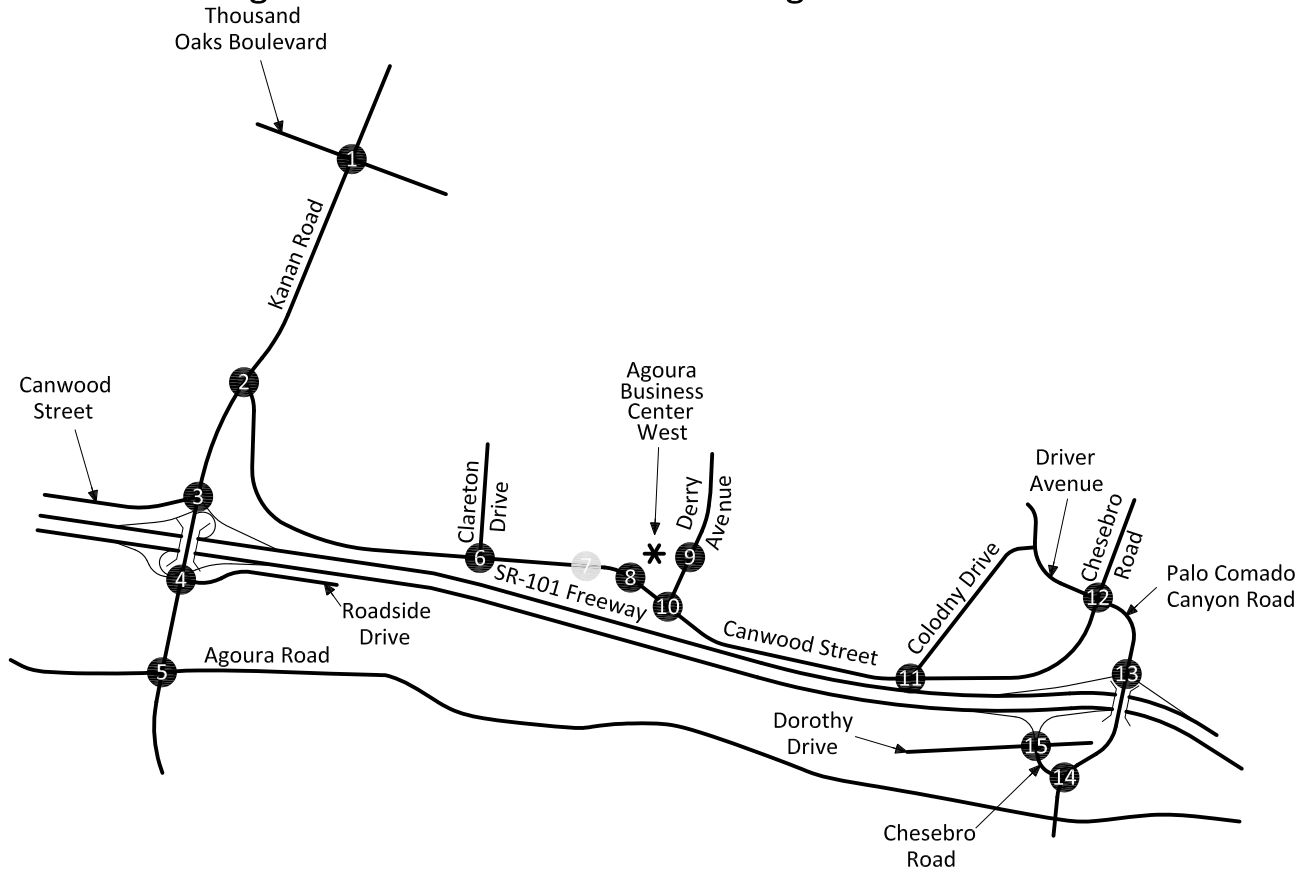 Thousand
Oaks Boulevard
1
Kanan Road
2
Canwood
Street
3
4
Roadside
Drive
5
Agoura Road
Clareton
Drive
6
7
SR-101 Freeway
8
Agoura
Business
Center
West
*
Derry
Avenue
9
10
Canwood Street
Colodny Drive
11
Driver
Avenue
Chesebro
Road
12
Palo Comado
Canyon Road
13
Dorothy
Drive
15
14
Chesebro
Road